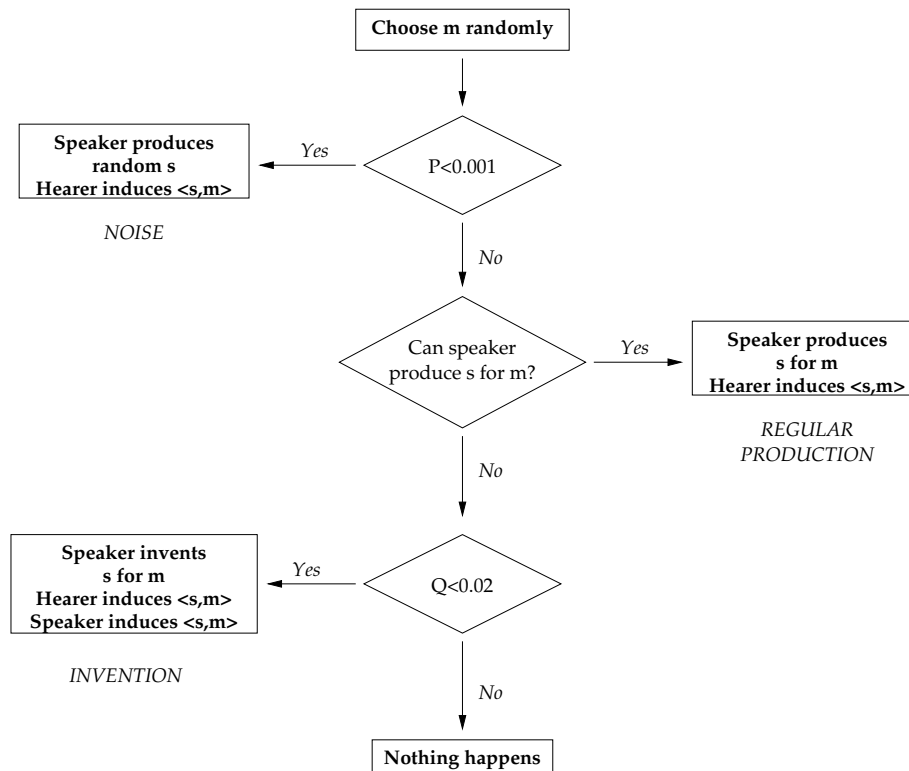 Choose m randomly
P<0.001
Yes
Speaker produces
random s
Hearer induces <s,m>
NOISE
No
Can speaker
produce s for m?
Yes
Speaker produces
s for m
Hearer induces <s,m>
REGULAR
PRODUCTION
No
Q<0.02
Yes
Speaker invents
s for m
Hearer induces <s,m>
Speaker induces <s,m>
INVENTION
No
Nothing happens